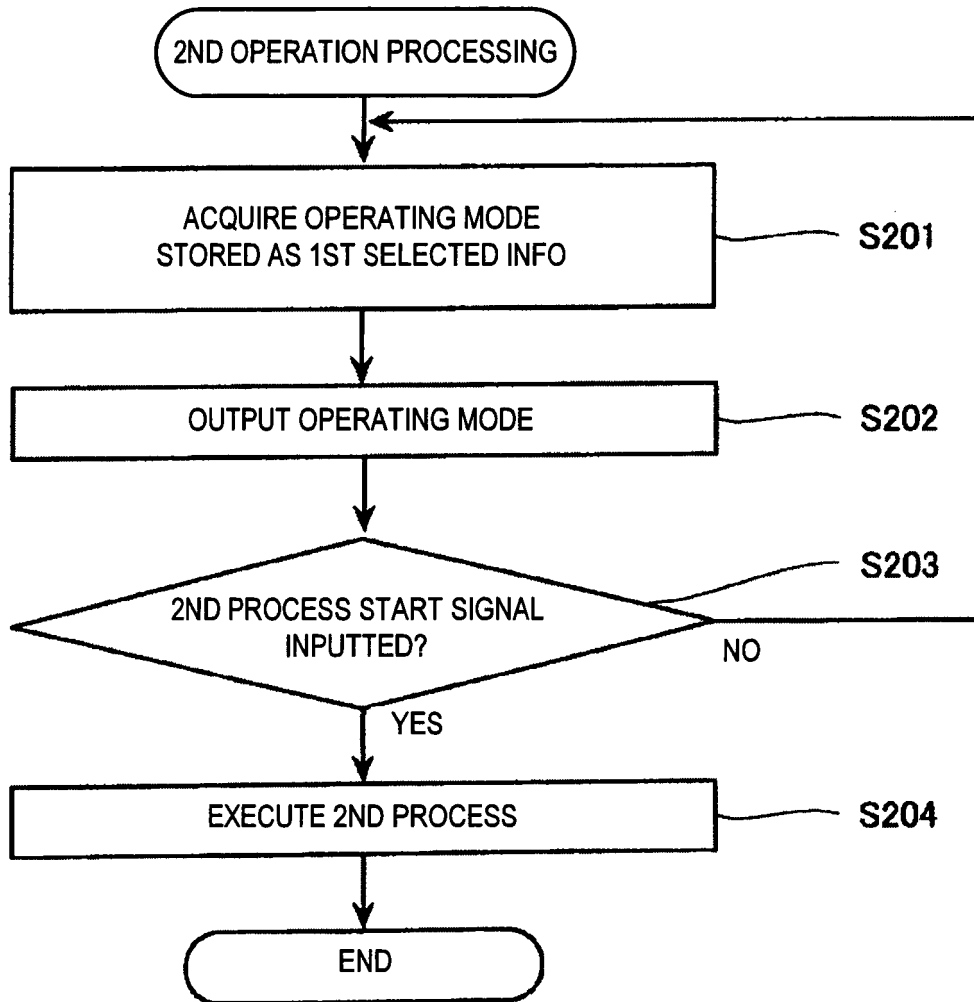 2ND OPERATION PROCESSING
ACQUIRE OPERATING MODE
STORED AS 1ST SELECTED INFO
S201
OUTPUT OPERATING MODE
S202
2ND PROCESS START SIGNAL
INPUTTED?
S203
NO
YES
EXECUTE 2ND PROCESS
S204
END